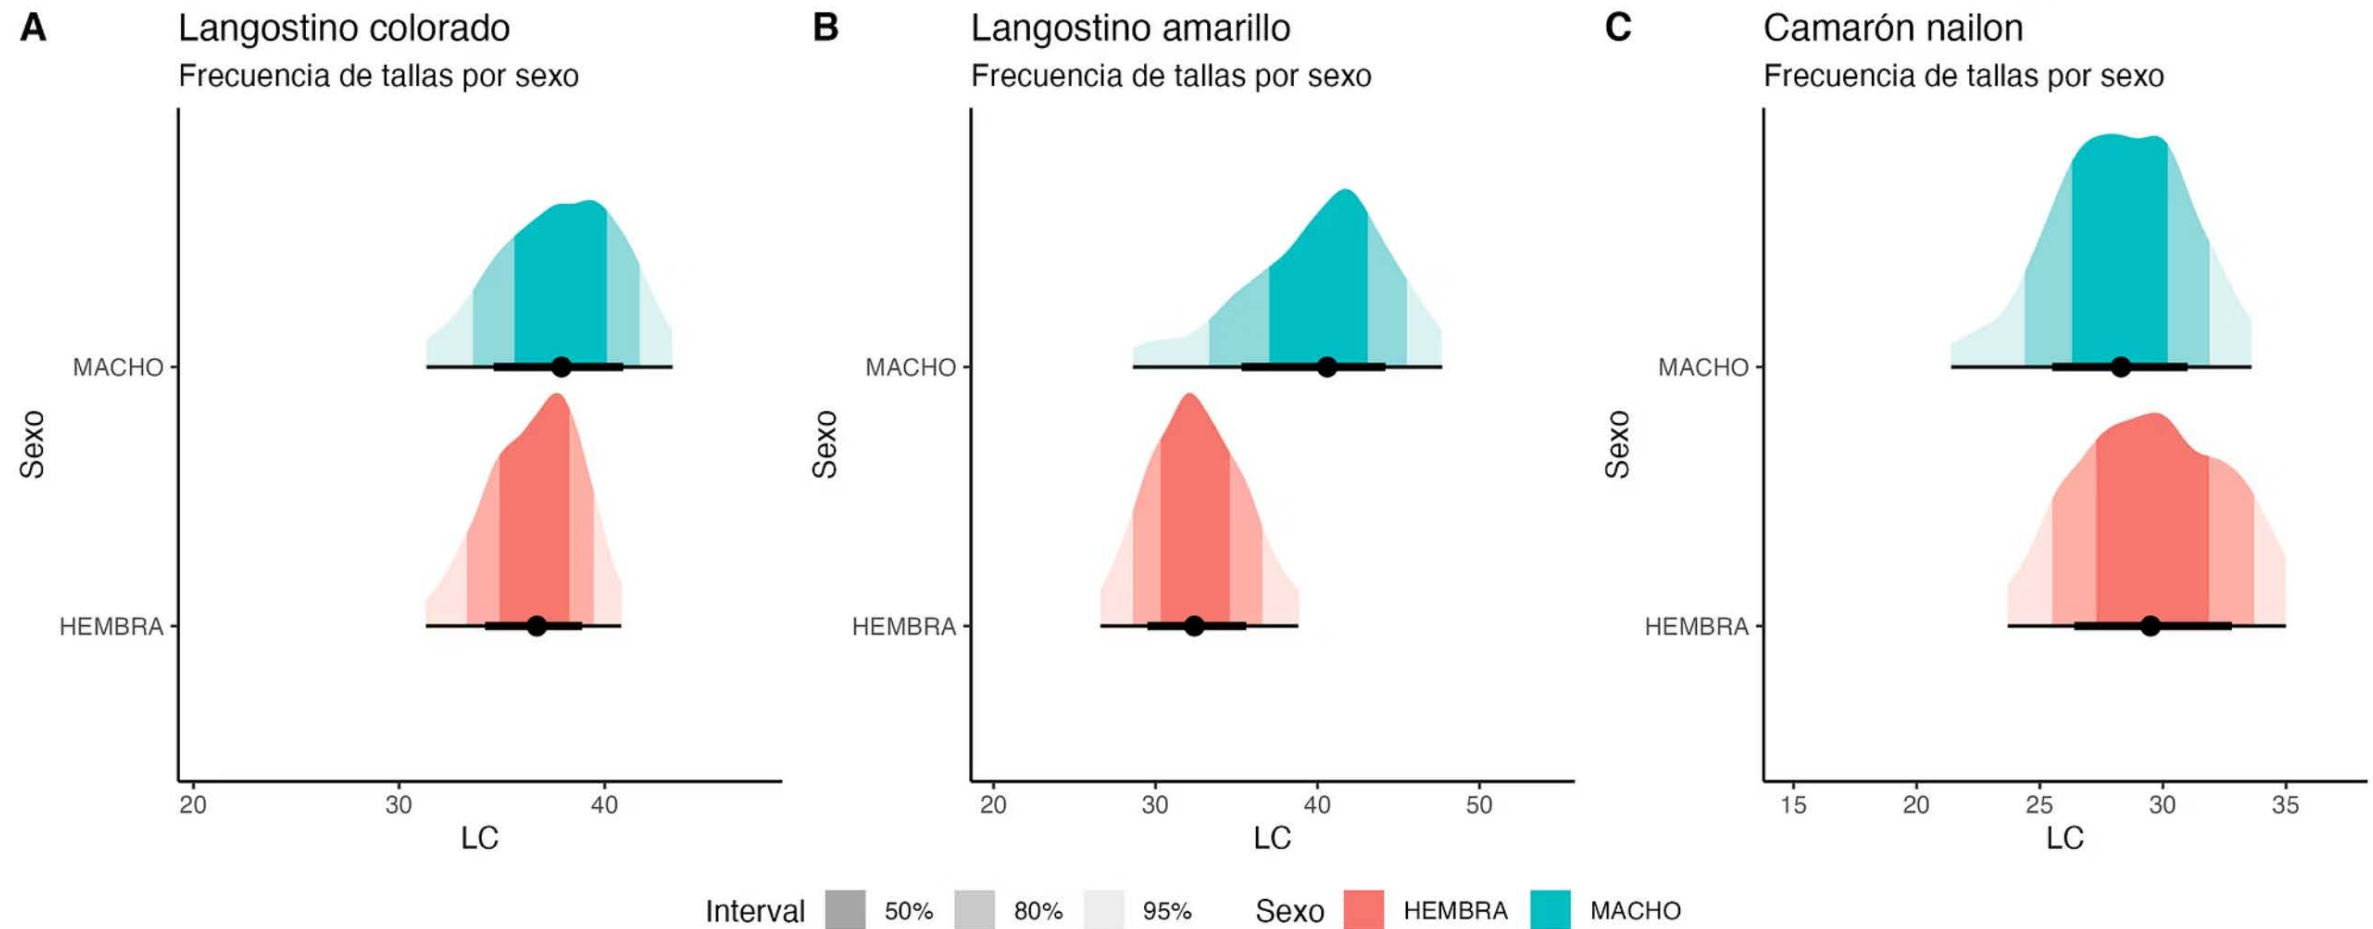 A
Langostino colorado
Frecuencia de tallas por sexo
Sexo
MACHO
HEMBRA
20 30 40
LC
B
Langostino amarillo
Frecuencia de tallas por sexo
Sexo
MACHO
HEMBRA
20 30 40 50
LC
C
Camarón nailon
Frecuencia de tallas por sexo
Sexo
MACHO
HEMBRA
15 20 25 30 35
LC
Interval 50% 80% 95% Sexo HEMBRA MACHO